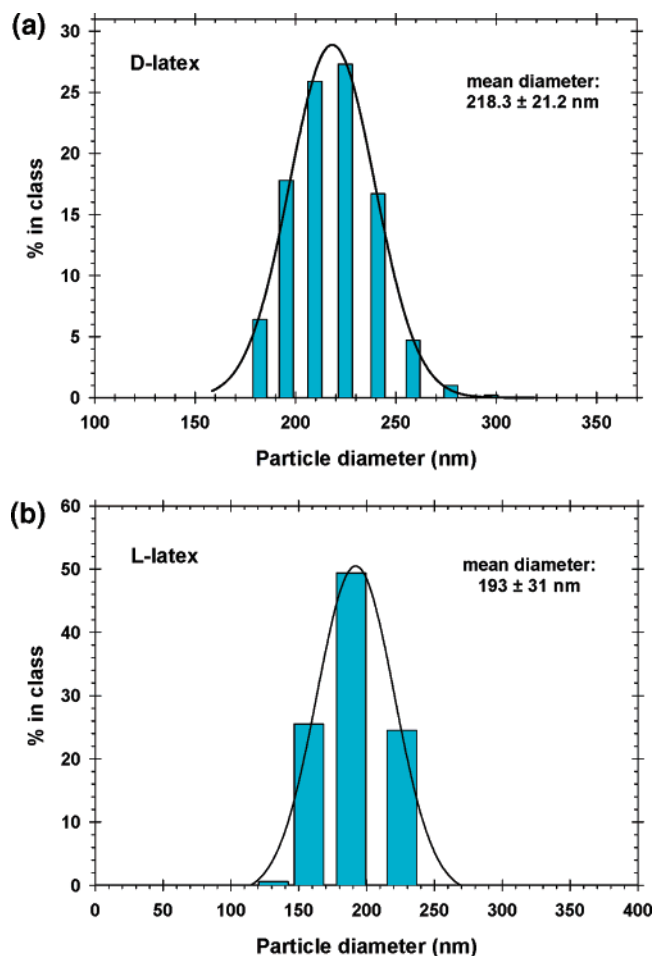 (a)
30
25
20
15
10
5
0
% in class
D-latex
mean diameter:
218.3 ± 21.2 nm
100 150 200 250 300 350
Particle diameter (nm)
(b)
60
50
40
30
20
10
0
% in class
L-latex
mean diameter:
193 ± 31 nm
0 50 100 150 200 250 300 350 400
Particle diameter (nm)